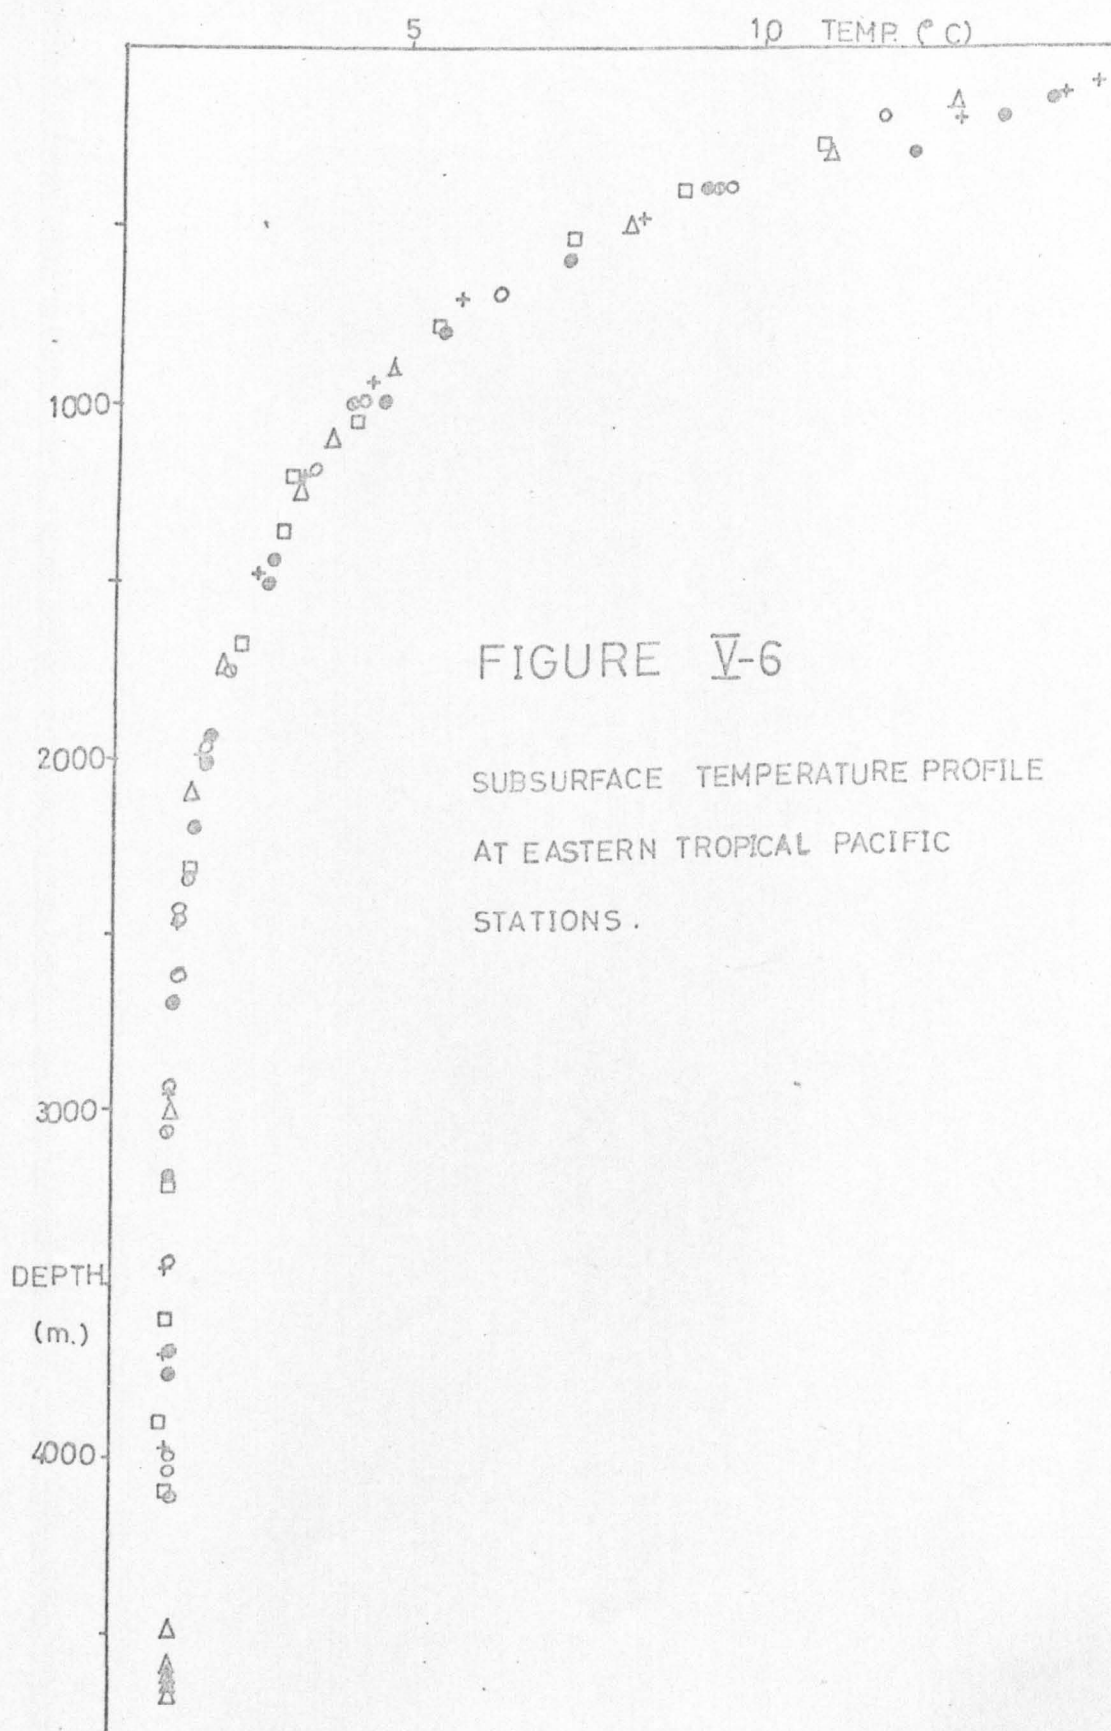 5 10 TEMP. (°C)
1000
FIGURE V-6
2000
SUBSURFACE TEMPERATURE PROFILE
AT EASTERN TROPICAL PACIFIC
STATIONS.
3000
DEPTH
(m.)
4000